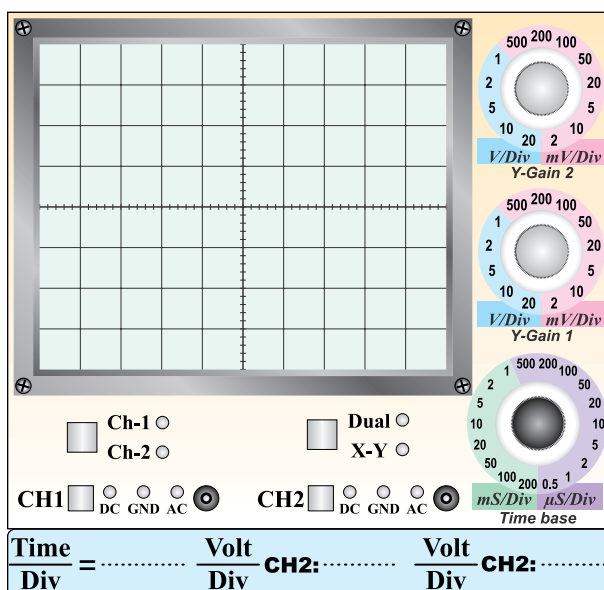 500 200 100
1 50
2 20
5 5
10 10
20 2
V/Div mV/Div
Y-Gain 2
500 200 100
1 50
2 20
5 5
10 10
20 2
V/Div mV/Div
Y-Gain 1
500 200
1 100
2 50
5 20
10 10
20 5
50 2
100 1
200 0.5
mS/Div µS/Div
Time base
Ch-1 Dual
Ch-2 X-Y
CH1 DC GND AC CH2 DC GND AC
Time/Div = .......... Volt/Div CH2: .......... Volt/Div CH2: ..........